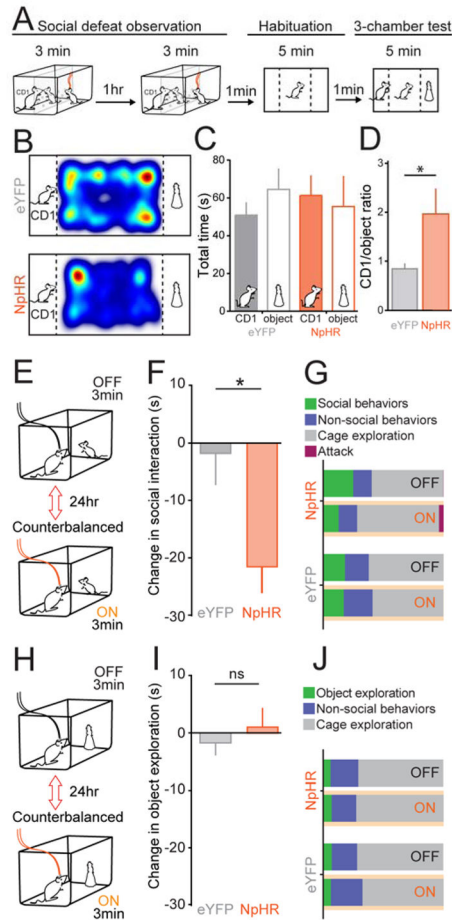 A Social defeat observation Habituation 3-chamber test
3 min 3 min 5 min 5 min
CD1 CD1 CD1
1hr 1min 1min
B
eYFP
CD1
NpHR
CD1
C
Total time (s)
80
60
40
20
0
CD1 object CD1 object
eYFP NpHR
D
CD1/object ratio
3
2
1
0
*
eYFP NpHR
E
OFF
3min
24hr
Counterbalanced
ON
3min
F
Change in social interaction (s)
10
0
-10
-20
-30
*
eYFP NpHR
G
Social behaviors
Non-social behaviors
Cage exploration
Attack
NpHR
OFF
ON
eYFP
OFF
ON
H
OFF
3min
24hr
Counterbalanced
ON
3min
I
Change in object exploration (s)
10
0
-10
-20
-30
ns
eYFP NpHR
J
Object exploration
Non-social behaviors
Cage exploration
NpHR
OFF
ON
eYFP
OFF
ON